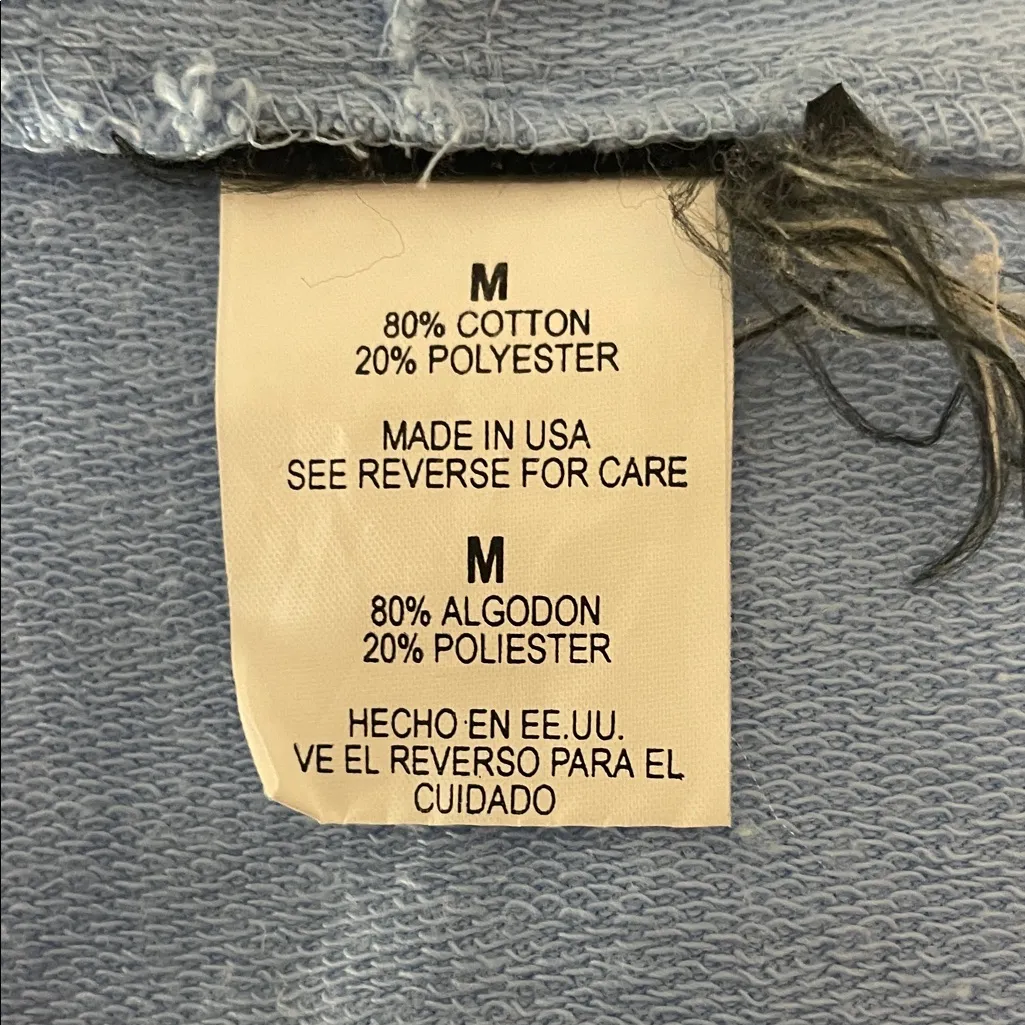 M
80% COTTON
20% POLYESTER
MADE IN USA
SEE REVERSE FOR CARE
M
80% ALGODON
20% POLIESTER
HECHO EN EE.UU.
VE EL REVERSO PARA EL
CUIDADO